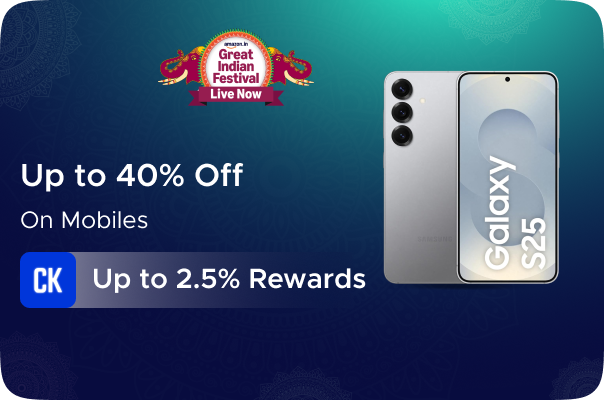 amazon.in
Great
Indian
Festival
Live Now
Up to 40% Off
On Mobiles
CK Up to 2.5% Rewards
SAMSUNG
Galaxy
S25